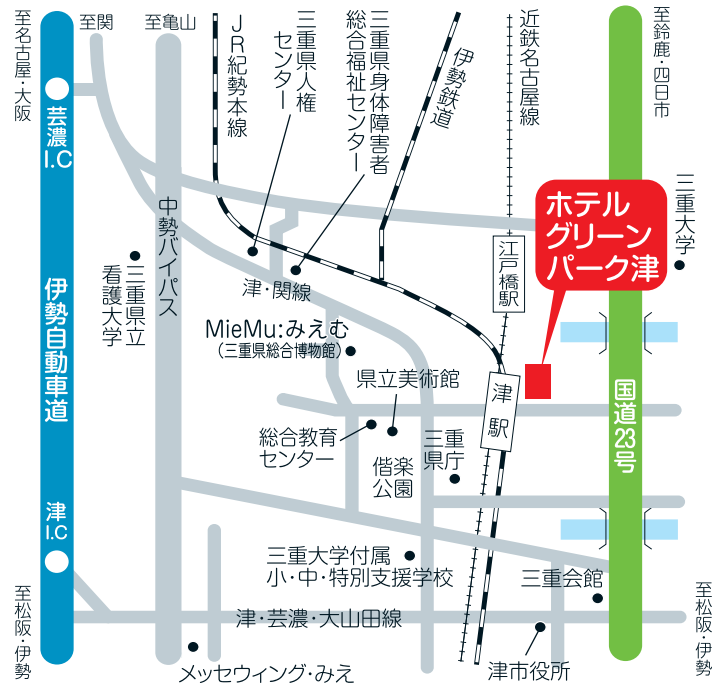 至名古屋・大阪
至関
至亀山
JR紀勢本線
三重県人権
センター
三重県身体障害者
総合福祉センター
伊勢鉄道
近鉄名古屋線
至鈴鹿・四日市
芸濃
I.C
中勢バイパス
三重県立
看護大学
津・関線
江戸橋駅
ホテル
グリーン
パーク津
三重大学
伊勢自動車道
MieMu:みえむ
(三重県総合博物館)
県立美術館
津駅
国道23号
総合教育
センター
偕楽
公園
三重
県庁
津
I.C
三重大学付属
小・中・特別支援学校
三重会館
至松阪・伊勢
津・芸濃・大山田線
メッセウィング・みえ
津市役所
至松阪・伊勢